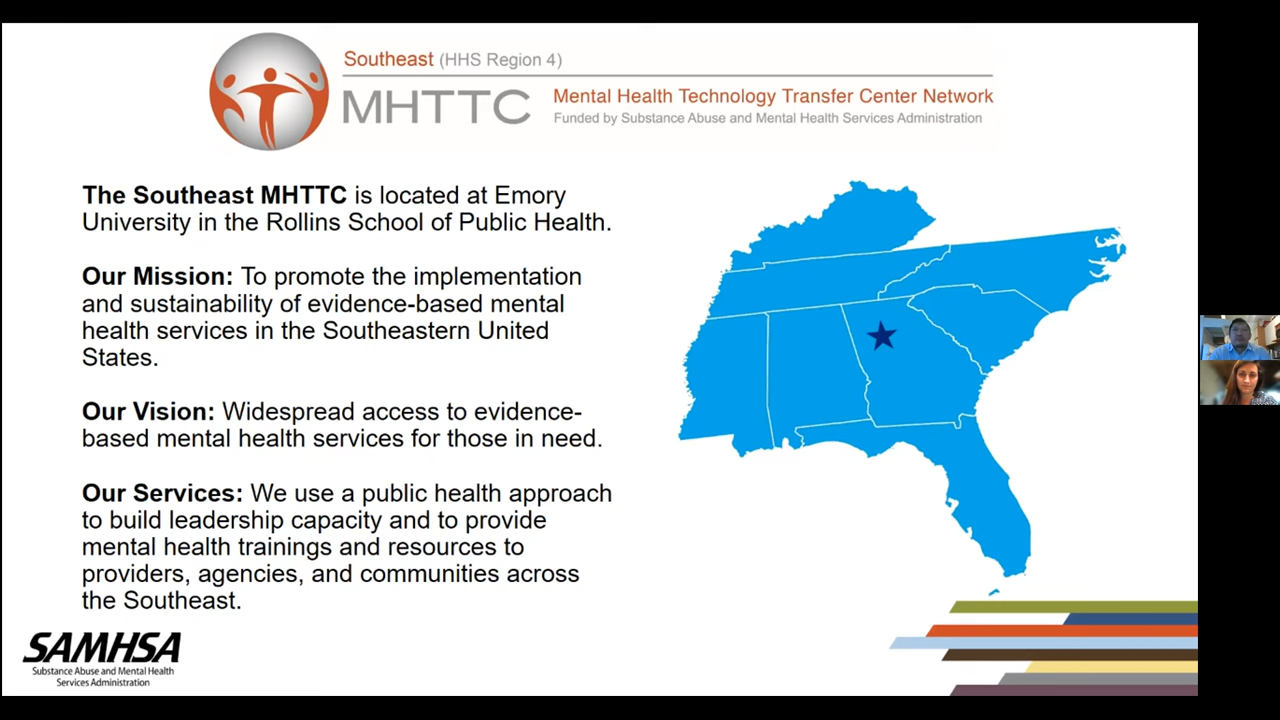 Southeast (HHS Region 4)
MHTTC
Mental Health Technology Transfer Center Network
Funded by Substance Abuse and Mental Health Services Administration
The Southeast MHTTC is located at Emory
University in the Rollins School of Public Health.
Our Mission: To promote the implementation
and sustainability of evidence-based mental
health services in the Southeastern United
States.
Our Vision: Widespread access to evidence-
based mental health services for those in need.
Our Services: We use a public health approach
to build leadership capacity and to provide
mental health trainings and resources to
providers, agencies, and communities across
the Southeast.
SAMHSA
Substance Abuse and Mental Health
Services Administration